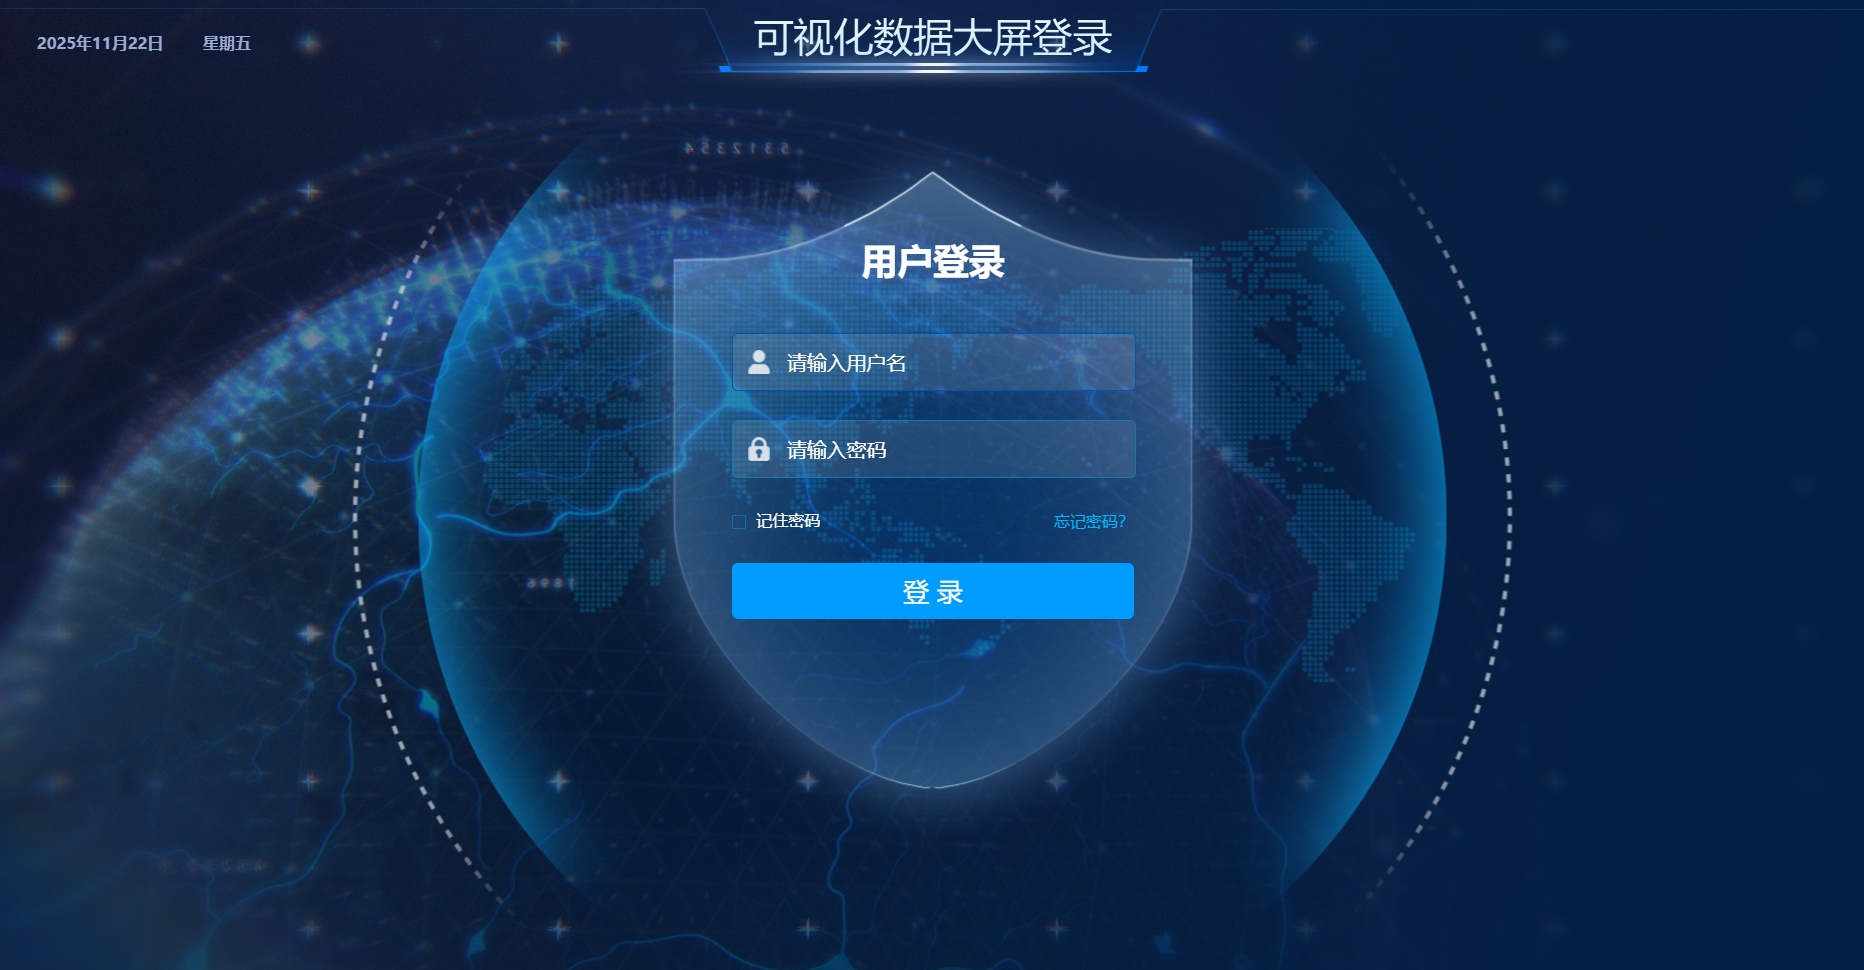 可视化数据大屏登录
2025年11月22日 星期五
用户登录
请输入用户名
请输入密码
记住密码 忘记密码?
登 录